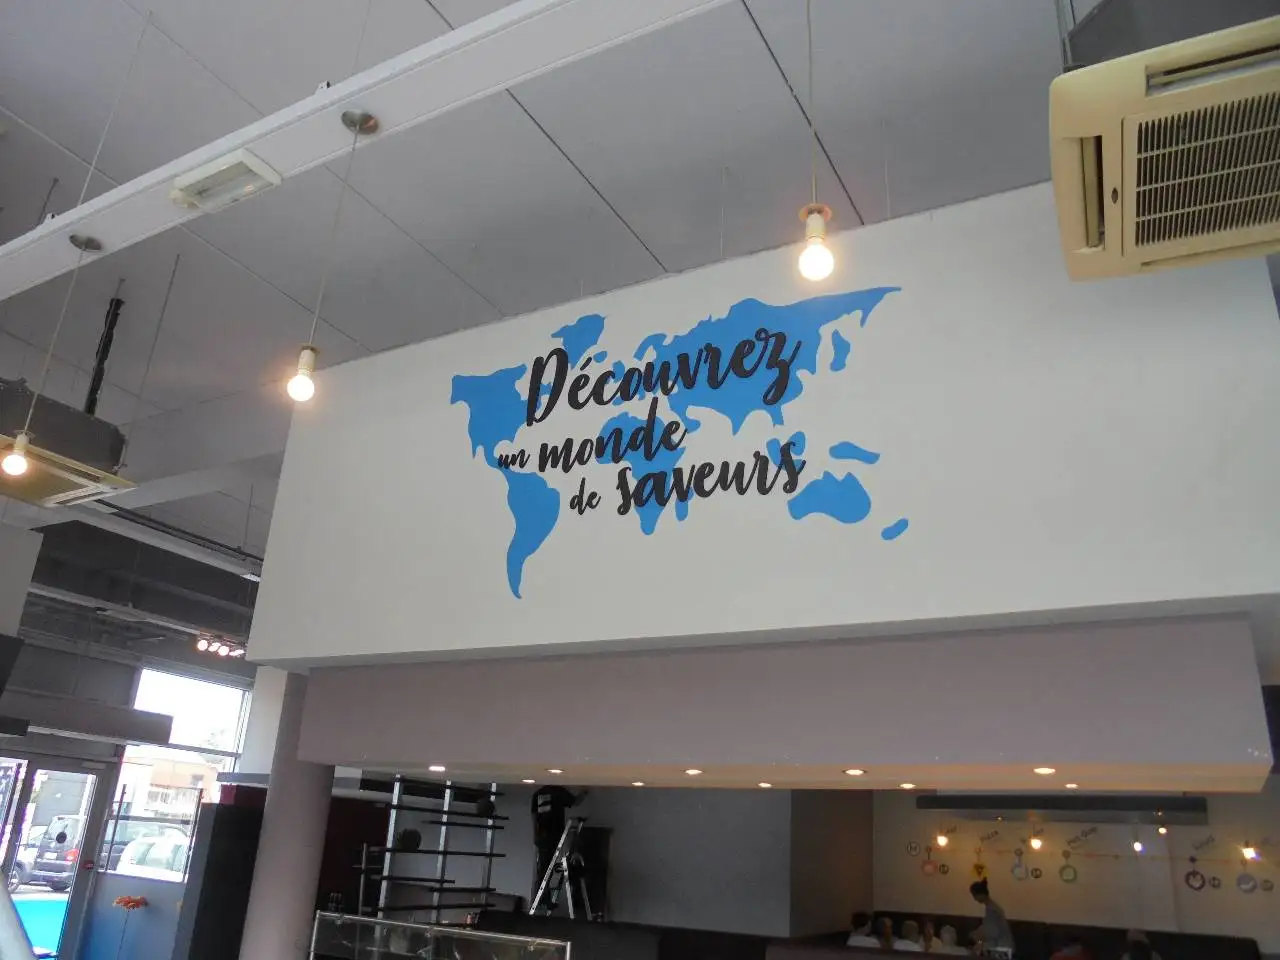 Découvrez
un monde
de saveurs